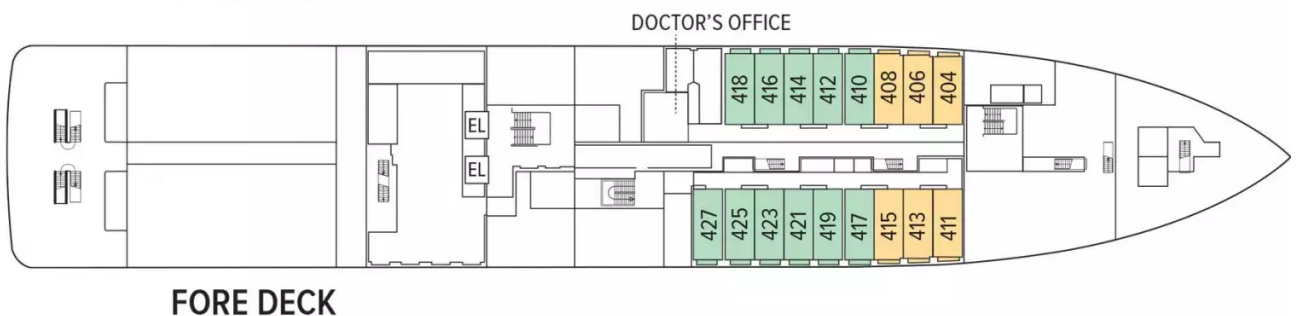 DOCTOR'S OFFICE
418 416 414 412 410 408 406 404
EL
EL
427 425 423 421 419 417 415 413 411
FORE DECK